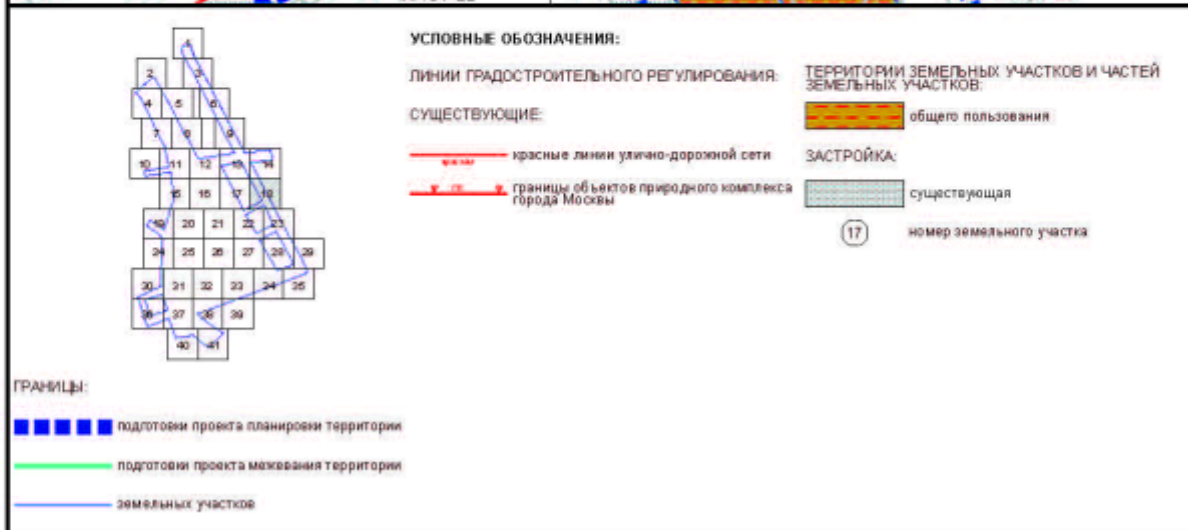 УСЛОВНЫЕ ОБОЗНАЧЕНИЯ:
ЛИНИИ ГРАДОСТРОИТЕЛЬНОГО РЕГУЛИРОВАНИЯ:
СУЩЕСТВУЮЩИЕ:
красные линии улично-дорожной сети
границы объектов природного комплекса
города Москвы
ТЕРРИТОРИИ ЗЕМЕЛЬНЫХ УЧАСТКОВ И ЧАСТЕЙ
ЗЕМЕЛЬНЫХ УЧАСТКОВ:
общего пользования
ЗАСТРОЙКА:
существующая
17 номер земельного участка
1
2 3
4 5 6
7 8 9
10 11 12 13 14
15 16 17 18
19 20 21 22 23
24 25 26 27 28 29
30 31 32 33 34 35
36 37 38 39
40 41
ГРАНИЦЫ:
подготовки проекта планировки территории
подготовки проекта межевания территории
земельных участков